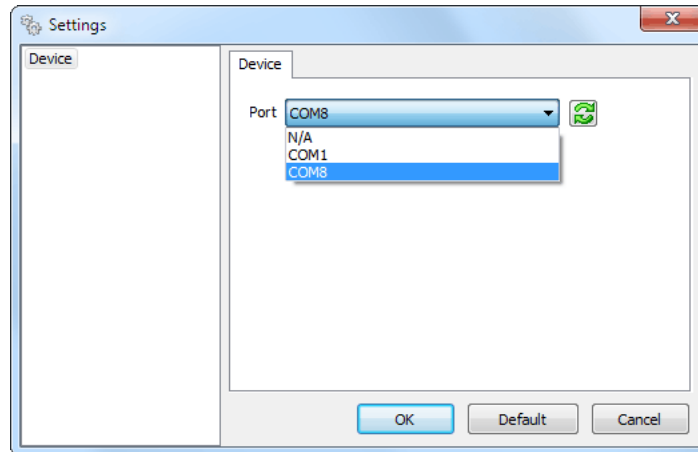 Settings
Device
Device
Port COM8
N/A
COM1
COM8
OK Default Cancel